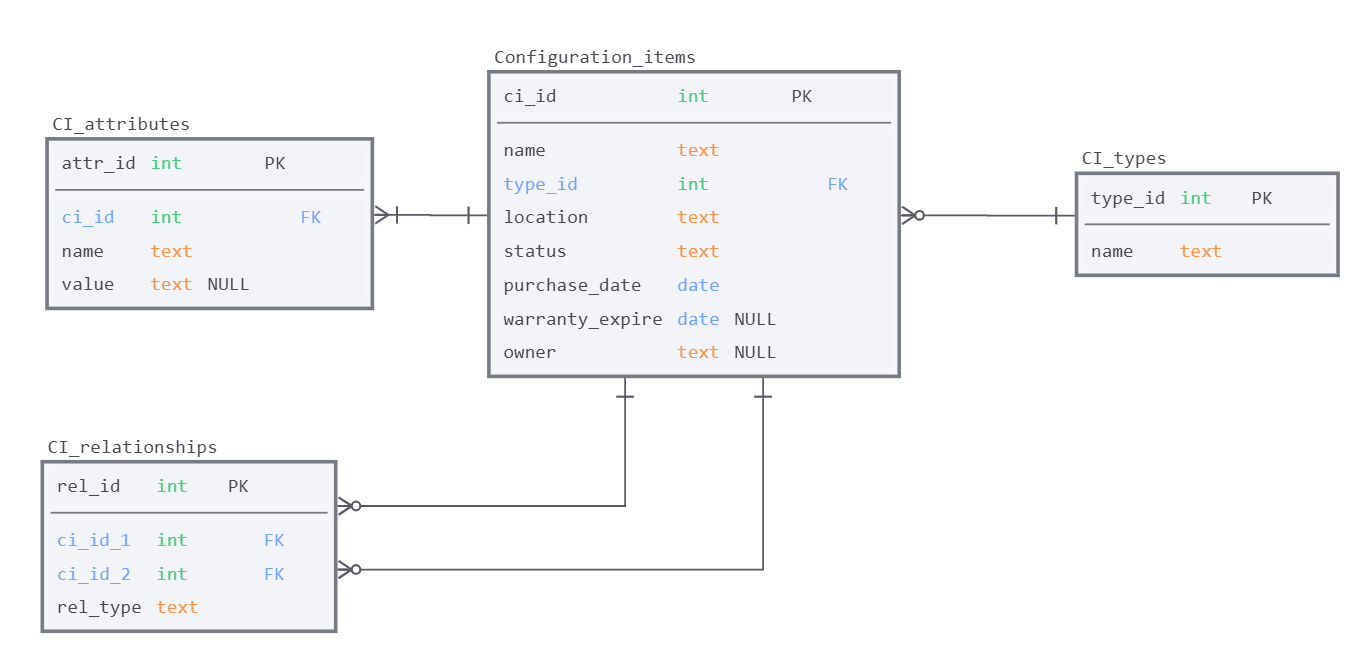 Configuration_items
ci_id int PK
name text
type_id int FK
location text
status text
purchase_date date
warranty_expire date NULL
owner text NULL
CI_attributes
attr_id int PK
ci_id int FK
name text
value text NULL
CI_types
type_id int PK
name text
CI_relationships
rel_id int PK
ci_id_1 int FK
ci_id_2 int FK
rel_type text